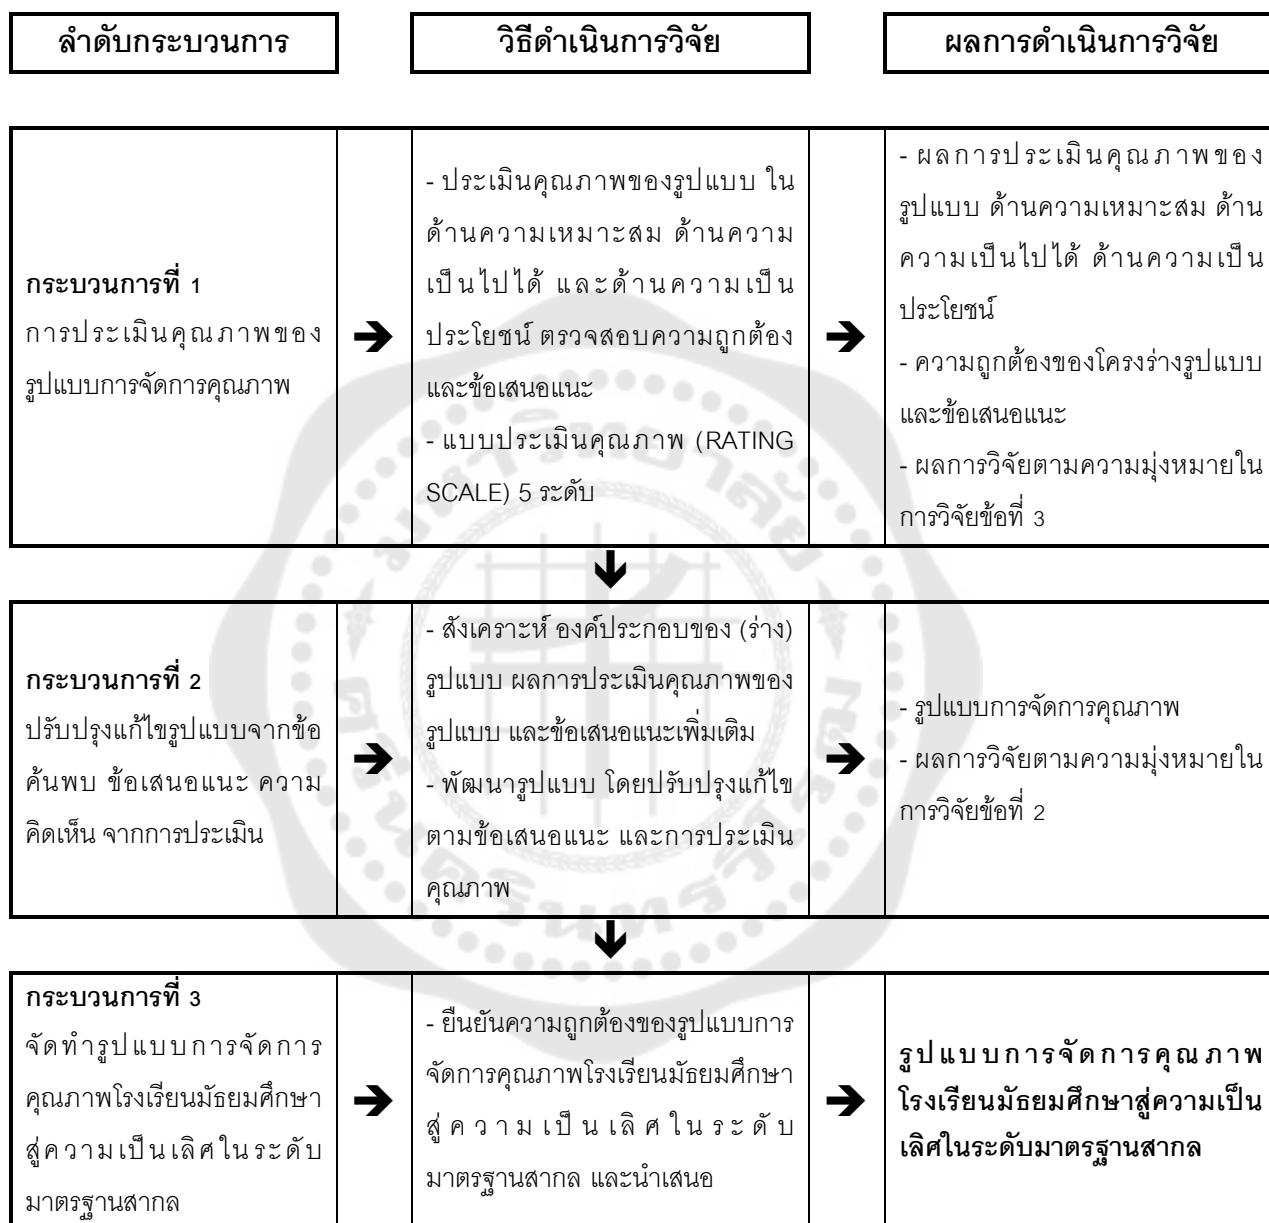 ลำดับกระบวนการ
วิธีดำเนินการวิจัย
ผลการดำเนินการวิจัย
กระบวนการที่ 1
การประเมินคุณภาพของ
รูปแบบการจัดการคุณภาพ
- ประเมินคุณภาพของรูปแบบ ใน
ด้านความเหมาะสม ด้านความ
เป็นไปได้ และด้านความเป็น
ประโยชน์ ตรวจสอบความถูกต้อง
และข้อเสนอแนะ
- แบบประเมินคุณภาพ (RATING
SCALE) 5 ระดับ
- ผลการประเมินคุณภาพของ
รูปแบบ ด้านความเหมาะสม ด้าน
ความเป็นไปได้ ด้านความเป็น
ประโยชน์
- ความถูกต้องของโครงร่างรูปแบบ
และข้อเสนอแนะ
- ผลการวิจัยตามความมุ่งหมายใน
การวิจัยข้อที่ 3
กระบวนการที่ 2
ปรับปรุงแก้ไขรูปแบบจากข้อ
ค้นพบ ข้อเสนอแนะ ความ
คิดเห็น จากการประเมิน
- สังเคราะห์ องค์ประกอบของ (ร่าง)
รูปแบบ ผลการประเมินคุณภาพของ
รูปแบบ และข้อเสนอแนะเพิ่มเติม
- พัฒนารูปแบบ โดยปรับปรุงแก้ไข
ตามข้อเสนอแนะ และการประเมิน
คุณภาพ
- รูปแบบการจัดการคุณภาพ
- ผลการวิจัยตามความมุ่งหมายใน
การวิจัยข้อที่ 2
กระบวนการที่ 3
จัดทำรูปแบบการจัดการ
คุณภาพโรงเรียนมัธยมศึกษา
สู่ความเป็นเลิศในระดับ
มาตรฐานสากล
- ยืนยันความถูกต้องของรูปแบบการ
จัดการคุณภาพโรงเรียนมัธยมศึกษา
สู่ความเป็นเลิศในระดับ
มาตรฐานสากล และนำเสนอ
รูปแบบการจัดการคุณภาพ
โรงเรียนมัธยมศึกษาสู่ความเป็น
เลิศในระดับมาตรฐานสากล
มหาวิทยาลัย
ศรีนครินทรวิโรฒ